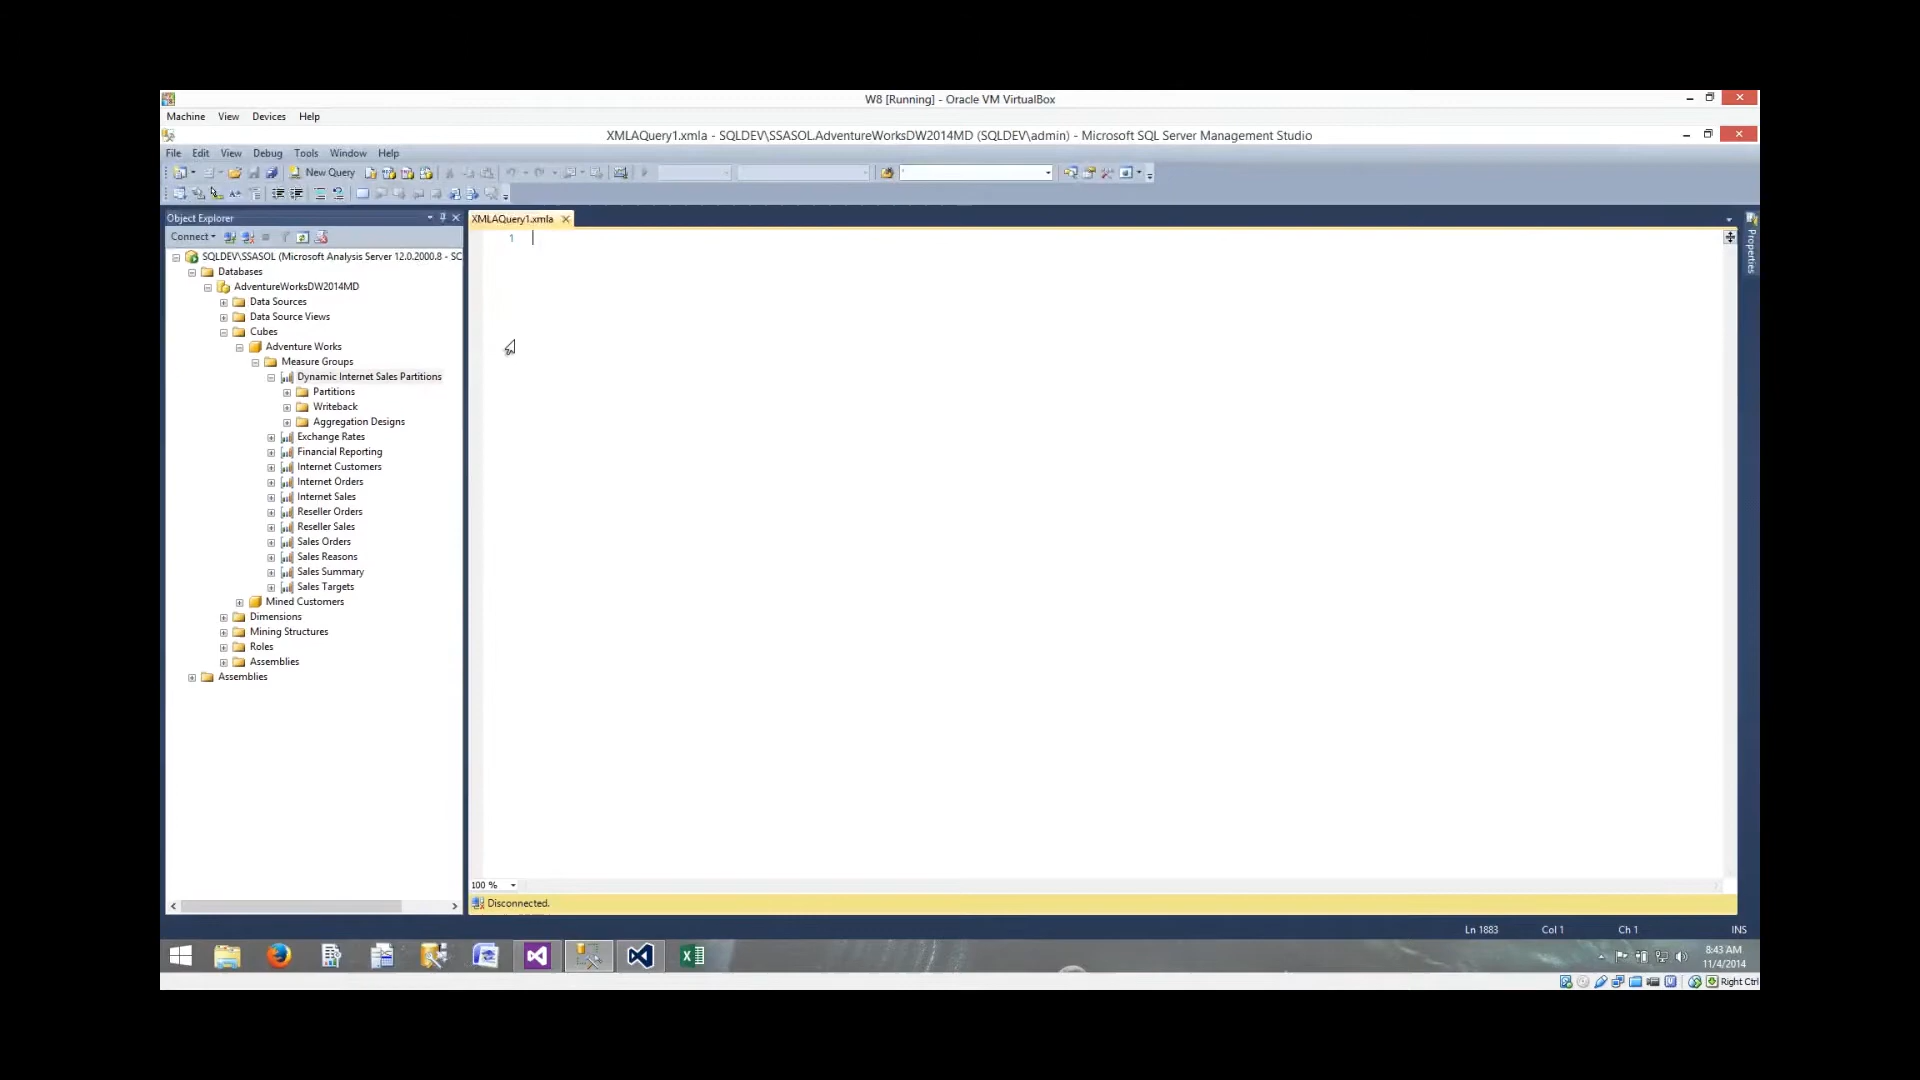 W8 [Running] - Oracle VM VirtualBox
Machine View Devices Help
XMLAQuery1.xmla - SQLDEV\SSASOL.AdventureWorksDW2014MD (SQLDEV\admin) - Microsoft SQL Server Management Studio
File Edit View Debug Tools Window Help
New Query
Object Explorer
XMLAQuery1.xmla
Connect
1
Properties
SQLDEV\SSASOL (Microsoft Analysis Server 12.0.2000.8 - SC
Databases
AdventureWorksDW2014MD
Data Sources
Data Source Views
Cubes
Adventure Works
Measure Groups
Dynamic Internet Sales Partitions
Partitions
Writeback
Aggregation Designs
Exchange Rates
Financial Reporting
Internet Customers
Internet Orders
Internet Sales
Reseller Orders
Reseller Sales
Sales Orders
Sales Reasons
Sales Summary
Sales Targets
Mined Customers
Dimensions
Mining Structures
Roles
Assemblies
Assemblies
100 %
Disconnected.
Ln 1883 Col 1 Ch 1 INS
8:43 AM
11/4/2014
Right Ctrl